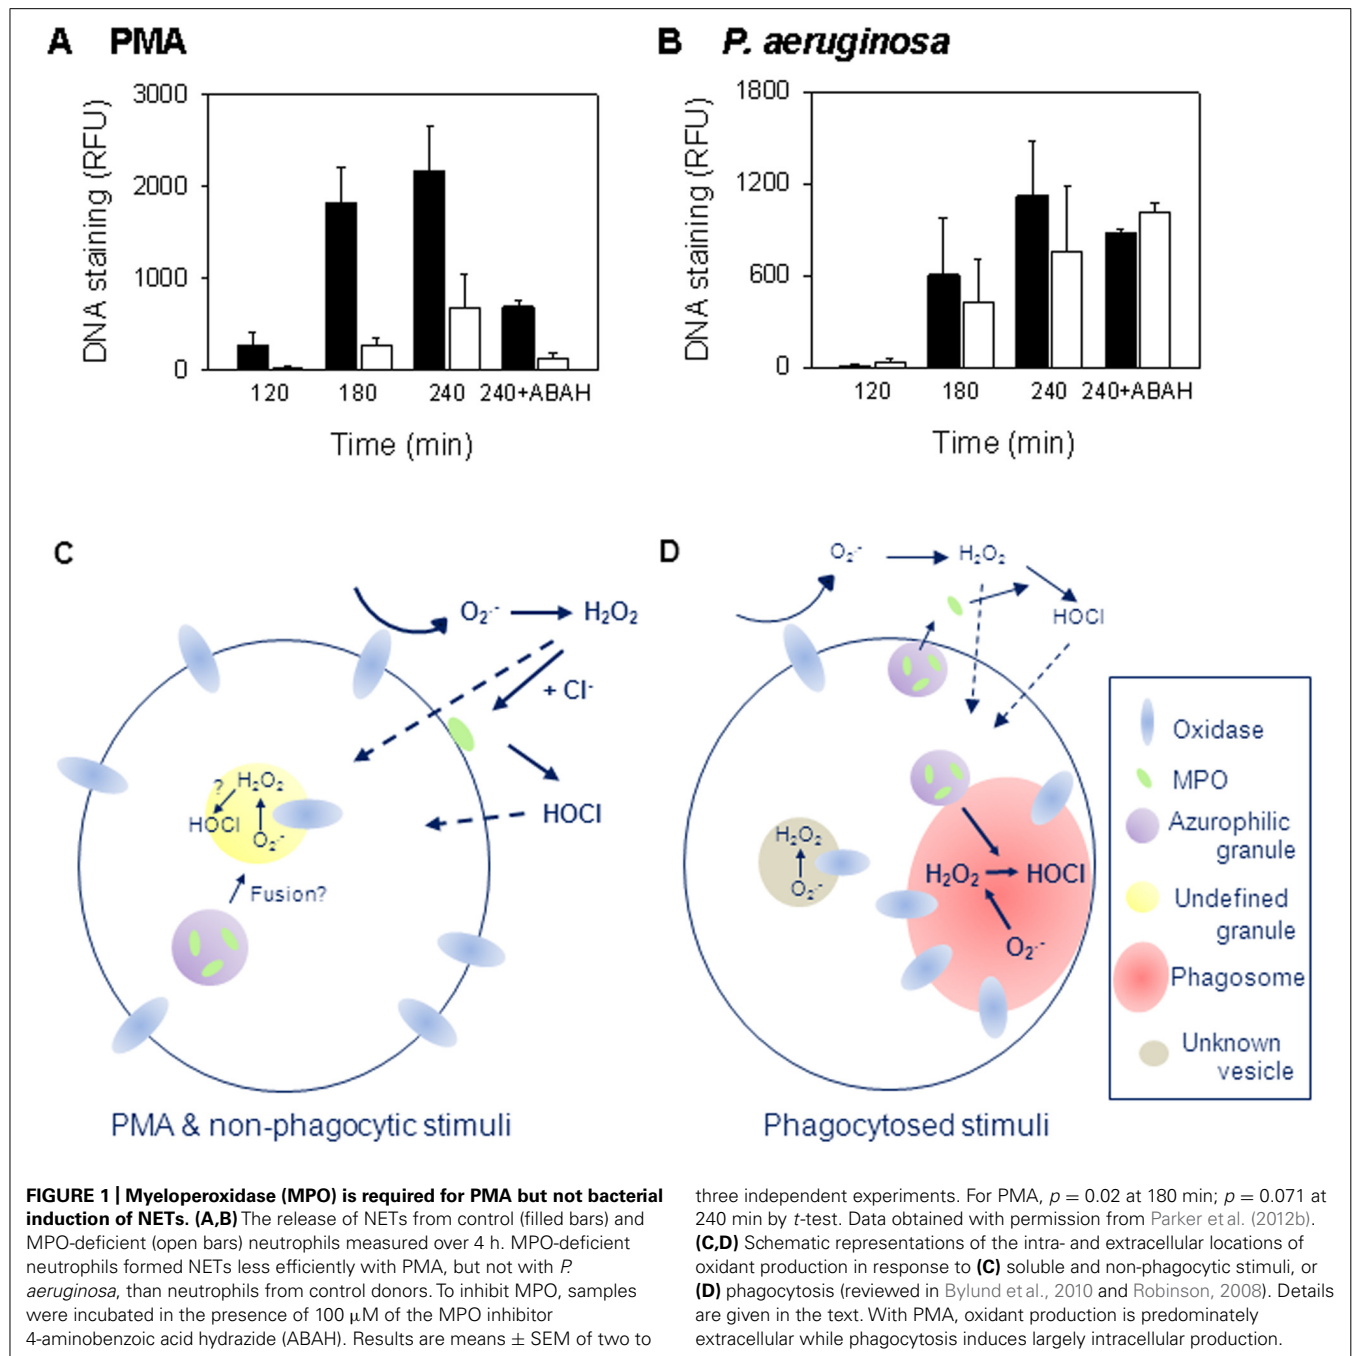 A PMA
3000
2000
1000
0
DNA staining (RFU)
120 180 240 240+ABAH
Time (min)
B P. aeruginosa
1800
1200
600
0
DNA staining (RFU)
120 180 240 240+ABAH
Time (min)
C
O₂·- H₂O₂
+ Cl-
HOCl
? H₂O₂
HOCl
O₂·-
Fusion?
PMA & non-phagocytic stimuli
D
O₂·- H₂O₂
HOCl
H₂O₂
O₂·-
H₂O₂ HOCl
O₂·-
Phagocytosed stimuli
Oxidase
MPO
Azurophilic
granule
Undefined
granule
Phagosome
Unknown
vesicle
FIGURE 1 | Myeloperoxidase (MPO) is required for PMA but not bacterial
induction of NETs. (A,B) The release of NETs from control (filled bars) and
MPO-deficient (open bars) neutrophils measured over 4 h. MPO-deficient
neutrophils formed NETs less efficiently with PMA, but not with P.
aeruginosa, than neutrophils from control donors. To inhibit MPO, samples
were incubated in the presence of 100 μM of the MPO inhibitor
4-aminobenzoic acid hydrazide (ABAH). Results are means ± SEM of two to
three independent experiments. For PMA, p = 0.02 at 180 min; p = 0.071 at
240 min by t-test. Data obtained with permission from Parker et al. (2012b).
(C,D) Schematic representations of the intra- and extracellular locations of
oxidant production in response to (C) soluble and non-phagocytic stimuli, or
(D) phagocytosis (reviewed in Bylund et al., 2010 and Robinson, 2008). Details
are given in the text. With PMA, oxidant production is predominately
extracellular while phagocytosis induces largely intracellular production.